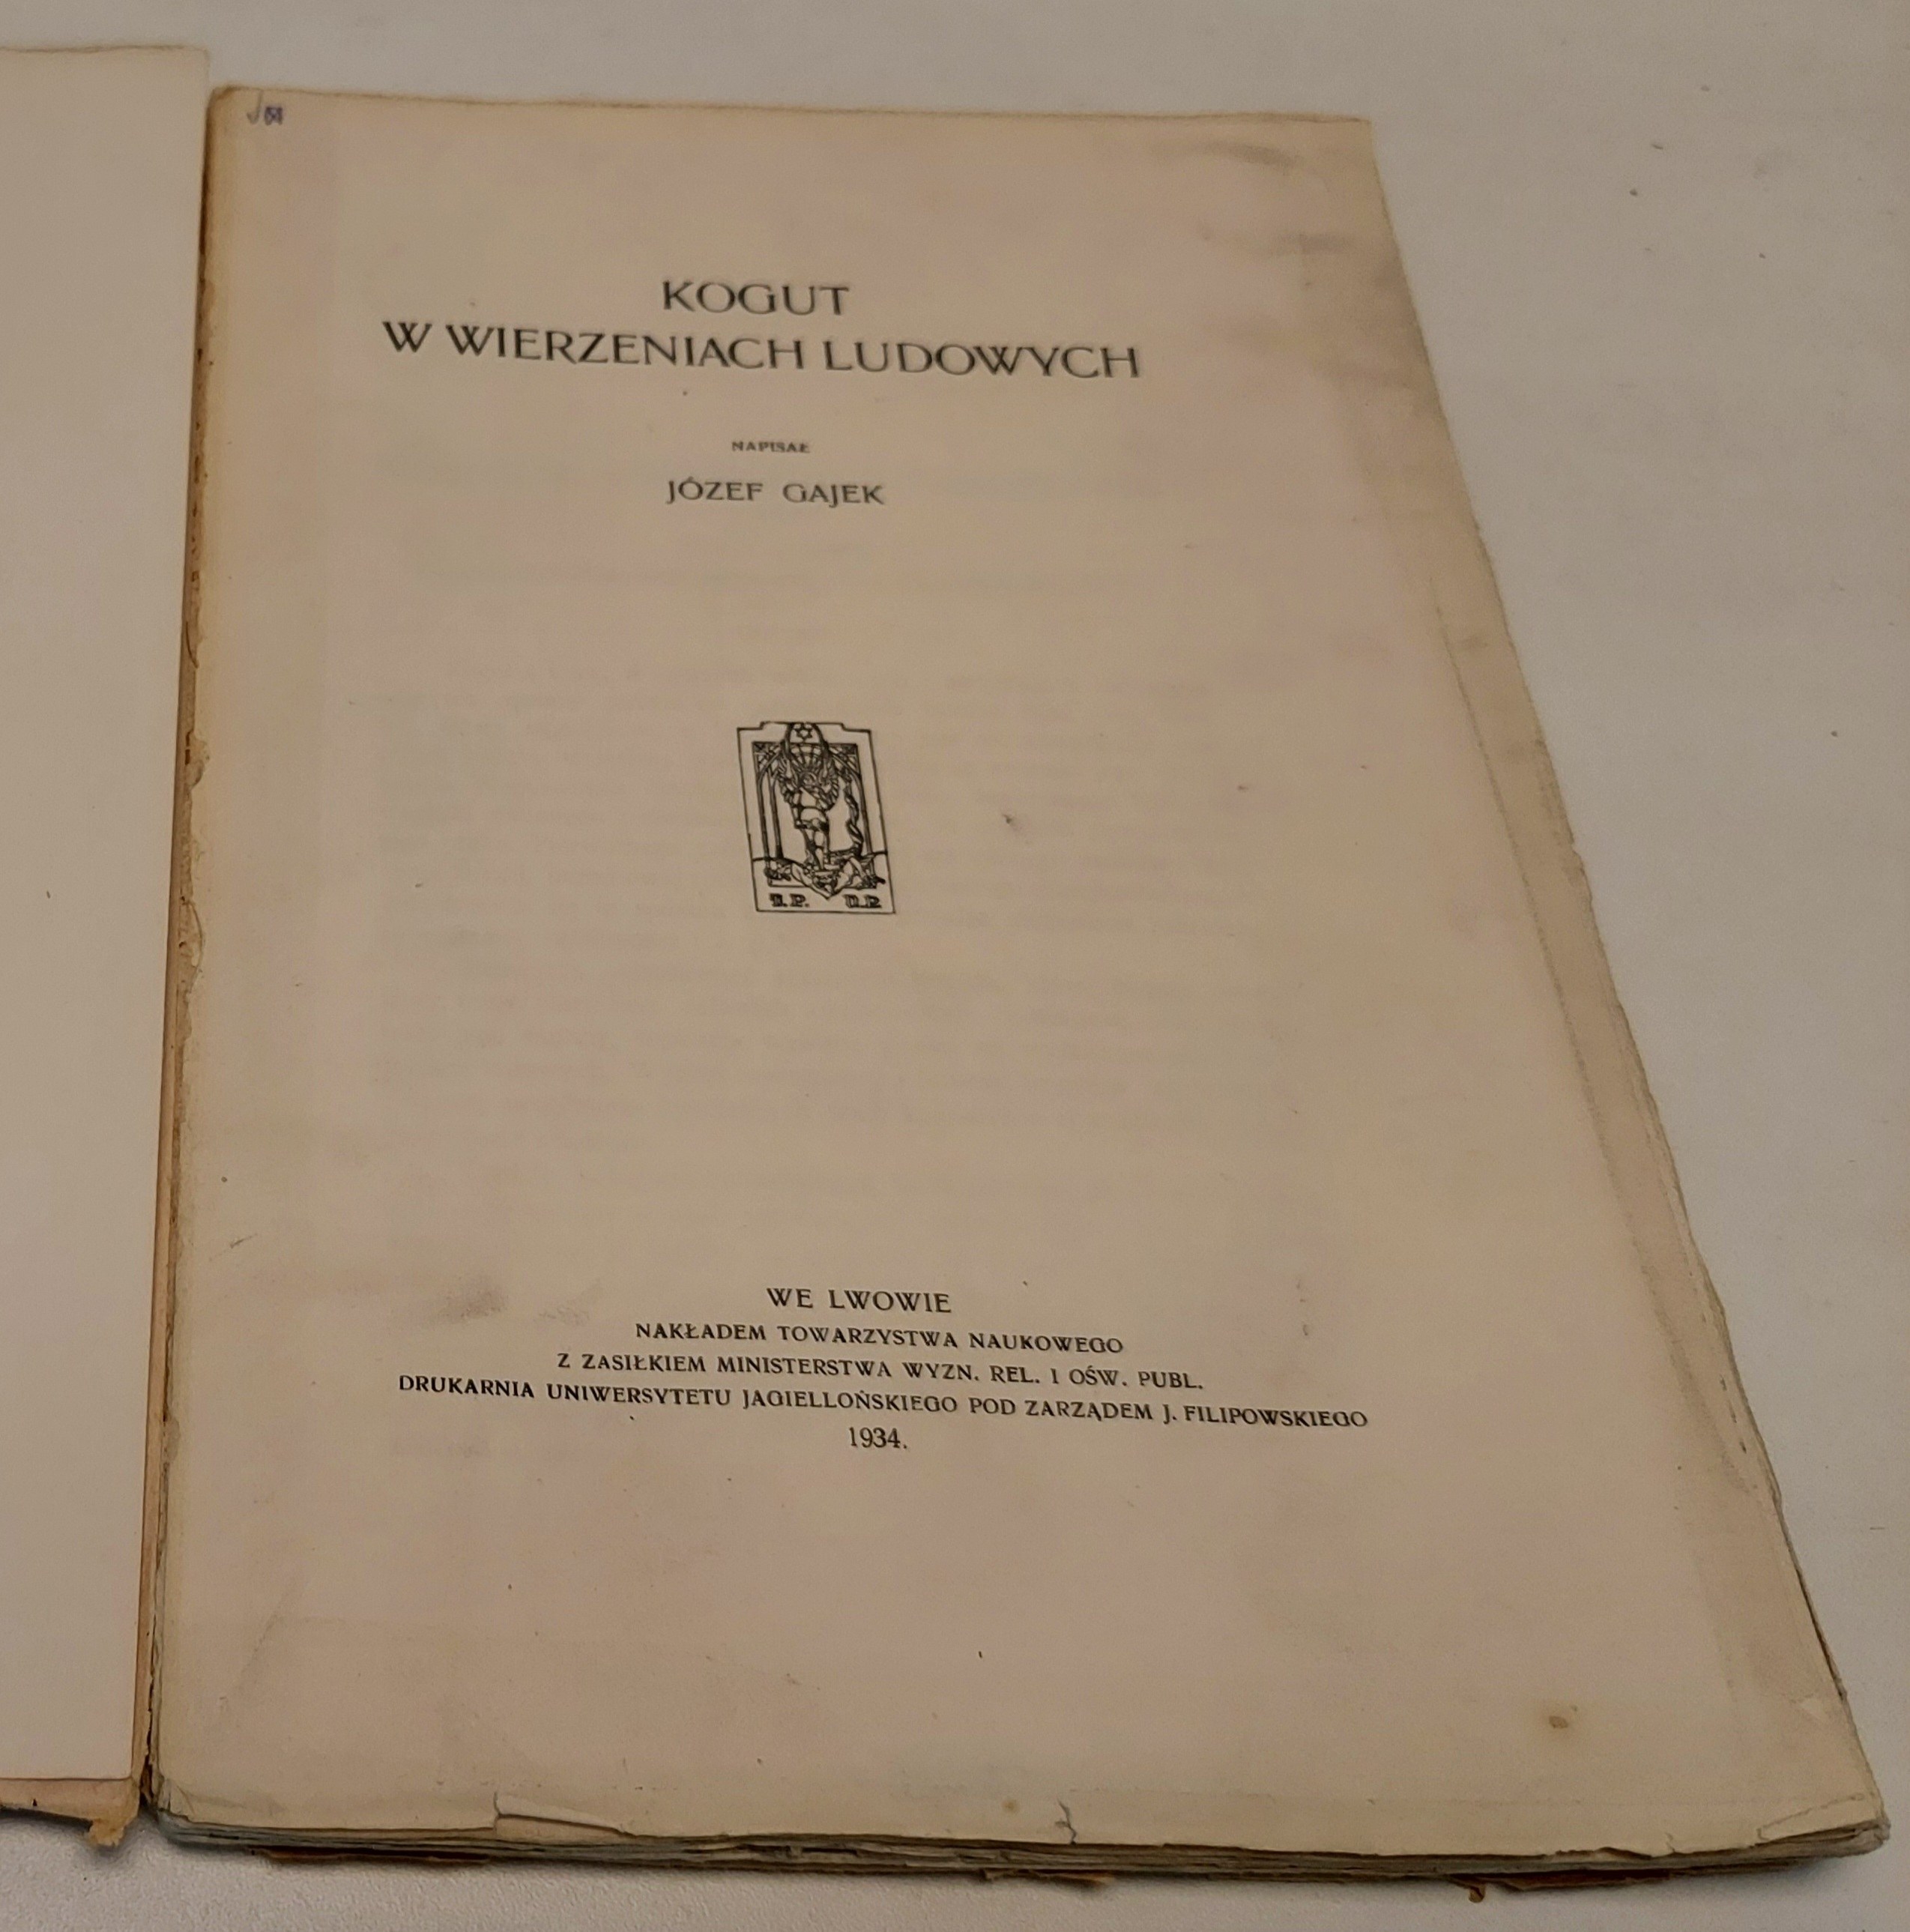 KOGUT
W WIERZENIACH LUDOWYCH
NAPISAŁ
JÓZEF GAJEK
WE LWOWIE
NAKŁADEM TOWARZYSTWA NAUKOWEGO
Z ZASIŁKIEM MINISTERSTWA WYZN. REL. I OŚW. PUBL.
DRUKARNIA UNIWERSYTETU JAGIELLOŃSKIEGO POD ZARZĄDEM J. FILIPOWSKIEGO
1934.